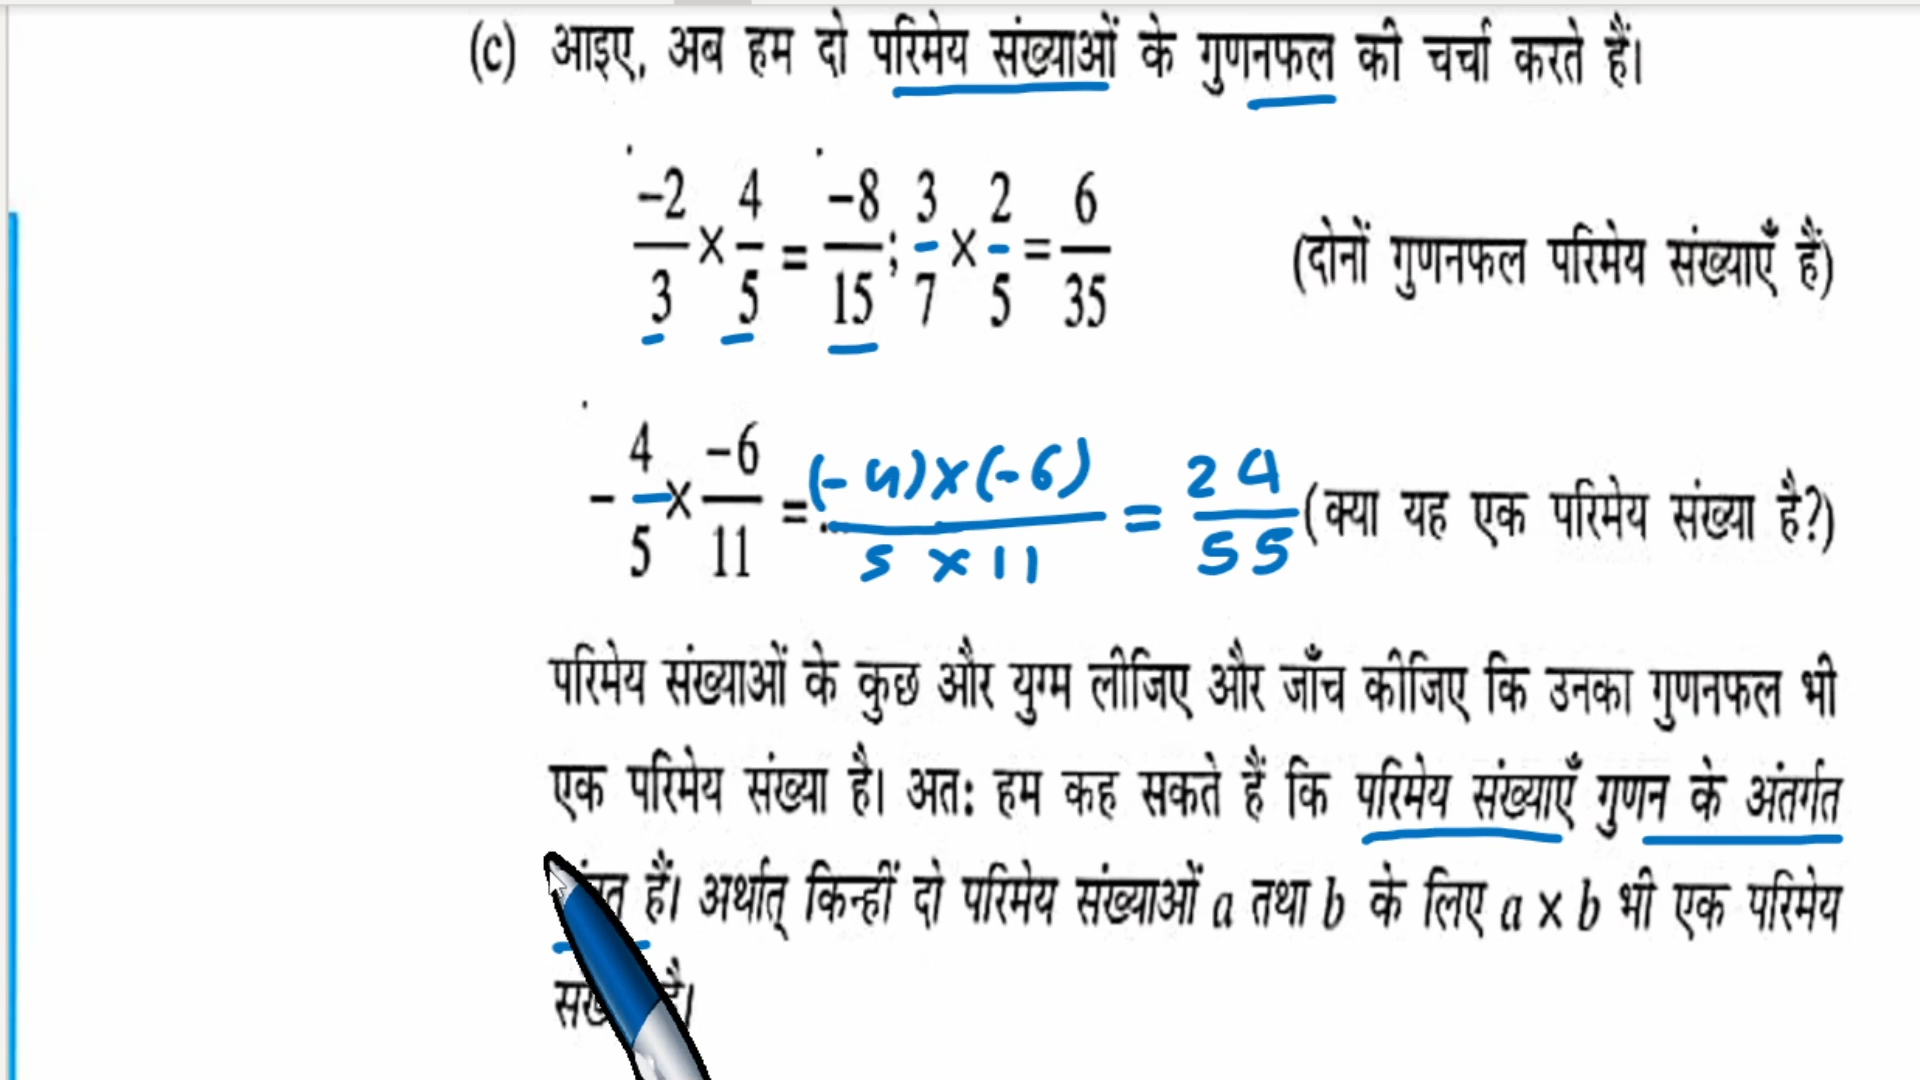 (c) आइए, अब हम दो परिमेय संख्याओं के गुणनफल की चर्चा करते हैं।
-2/3 × 4/5 = -8/15 ; 3/7 × 2/5 = 6/35 (दोनों गुणनफल परिमेय संख्याएँ हैं)
- 4/5 × -6/11 = (-4)×(-6)/5×11 = 24/55 (क्या यह एक परिमेय संख्या है?)
परिमेय संख्याओं के कुछ और युग्म लीजिए और जाँच कीजिए कि उनका गुणनफल भी
एक परिमेय संख्या है। अत: हम कह सकते हैं कि परिमेय संख्याएँ गुणन के अंतर्गत
हैं। अर्थात् किन्हीं दो परिमेय संख्याओं a तथा b के लिए a × b भी एक परिमेय
है।